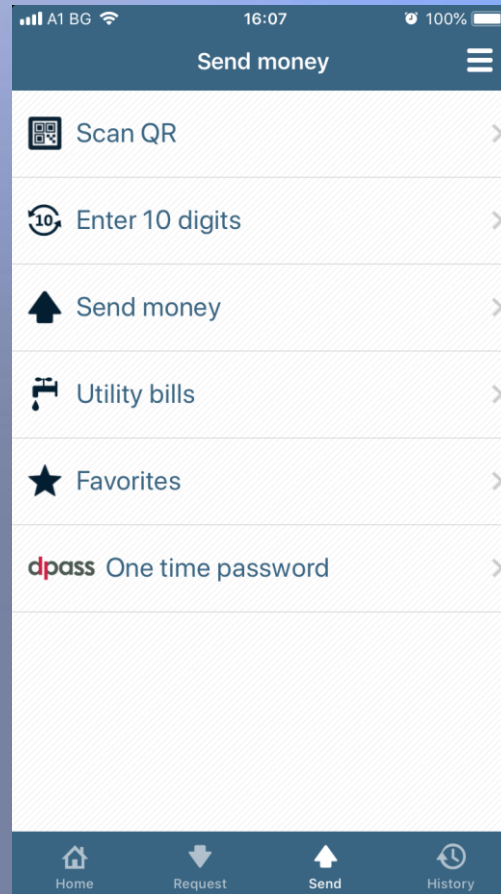 A1 BG 16:07 100%
Send money
Scan QR
10 Enter 10 digits
Send money
Utility bills
Favorites
dpass One time password
Home Request Send History